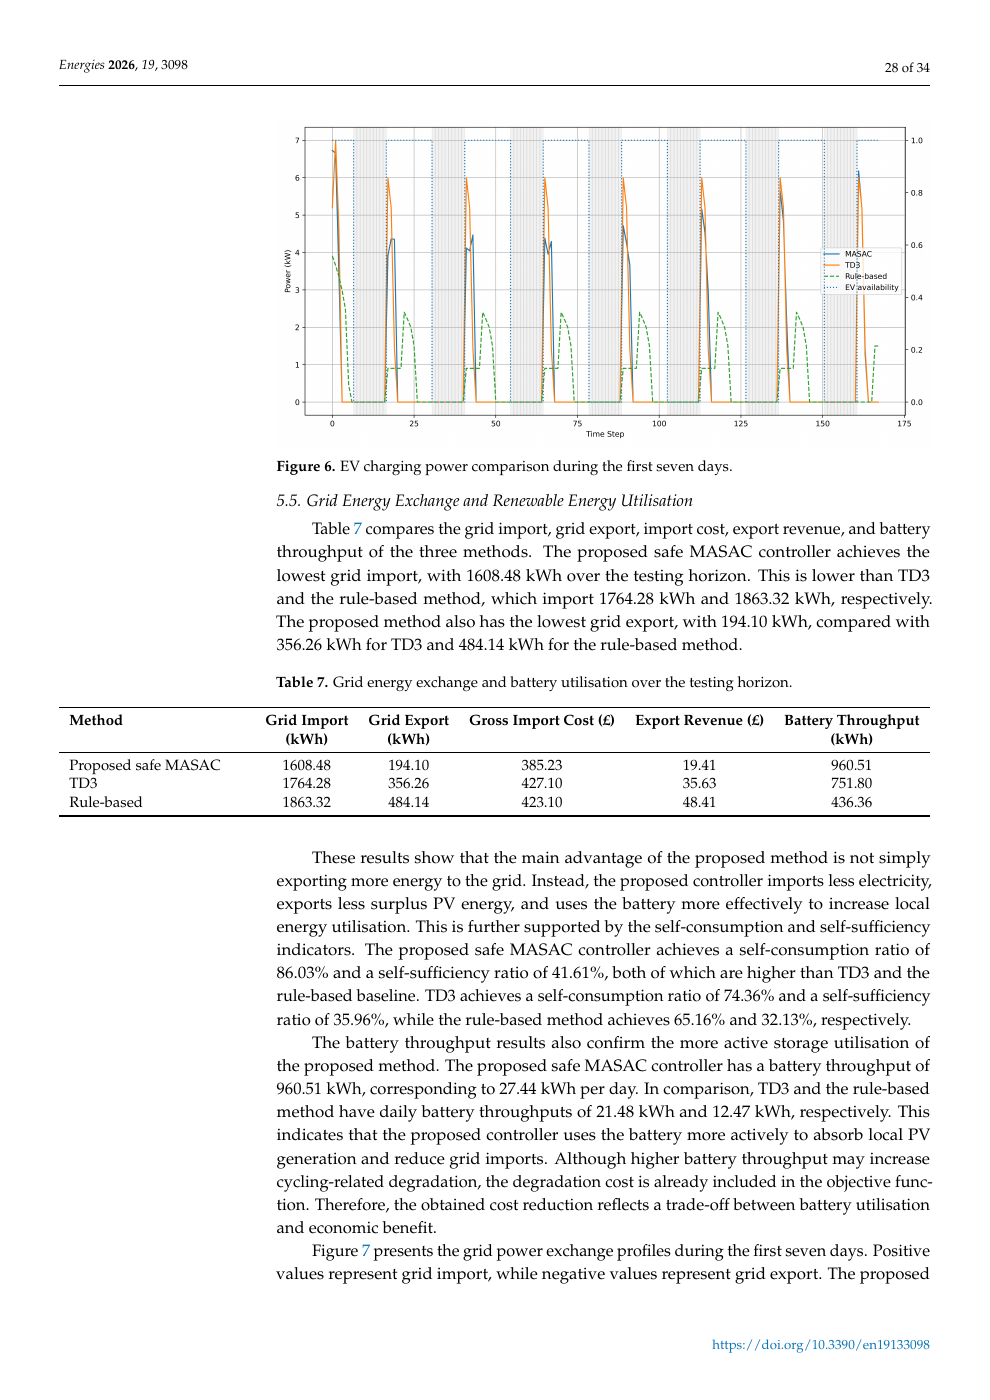 Energies 2026, 19, 3098
28 of 34
7
6
5
4
3
2
1
0
Power (kW)
1.0
0.8
0.6
0.4
0.2
0.0
MASAC
TD3
Rule-based
EV availability
0 25 50 75 100 125 150 175
Time Step
Figure 6. EV charging power comparison during the first seven days.
5.5. Grid Energy Exchange and Renewable Energy Utilisation
Table 7 compares the grid import, grid export, import cost, export revenue, and battery
throughput of the three methods. The proposed safe MASAC controller achieves the
lowest grid import, with 1608.48 kWh over the testing horizon. This is lower than TD3
and the rule-based method, which import 1764.28 kWh and 1863.32 kWh, respectively.
The proposed method also has the lowest grid export, with 194.10 kWh, compared with
356.26 kWh for TD3 and 484.14 kWh for the rule-based method.
Table 7. Grid energy exchange and battery utilisation over the testing horizon.
Method Grid Import Grid Export Gross Import Cost (£) Export Revenue (£) Battery Throughput
(kWh) (kWh) (kWh)
Proposed safe MASAC 1608.48 194.10 385.23 19.41 960.51
TD3 1764.28 356.26 427.10 35.63 751.80
Rule-based 1863.32 484.14 423.10 48.41 436.36
These results show that the main advantage of the proposed method is not simply
exporting more energy to the grid. Instead, the proposed controller imports less electricity,
exports less surplus PV energy, and uses the battery more effectively to increase local
energy utilisation. This is further supported by the self-consumption and self-sufficiency
indicators. The proposed safe MASAC controller achieves a self-consumption ratio of
86.03% and a self-sufficiency ratio of 41.61%, both of which are higher than TD3 and the
rule-based baseline. TD3 achieves a self-consumption ratio of 74.36% and a self-sufficiency
ratio of 35.96%, while the rule-based method achieves 65.16% and 32.13%, respectively.
The battery throughput results also confirm the more active storage utilisation of
the proposed method. The proposed safe MASAC controller has a battery throughput of
960.51 kWh, corresponding to 27.44 kWh per day. In comparison, TD3 and the rule-based
method have daily battery throughputs of 21.48 kWh and 12.47 kWh, respectively. This
indicates that the proposed controller uses the battery more actively to absorb local PV
generation and reduce grid imports. Although higher battery throughput may increase
cycling-related degradation, the degradation cost is already included in the objective func-
tion. Therefore, the obtained cost reduction reflects a trade-off between battery utilisation
and economic benefit.
Figure 7 presents the grid power exchange profiles during the first seven days. Positive
values represent grid import, while negative values represent grid export. The proposed
https://doi.org/10.3390/en19133098